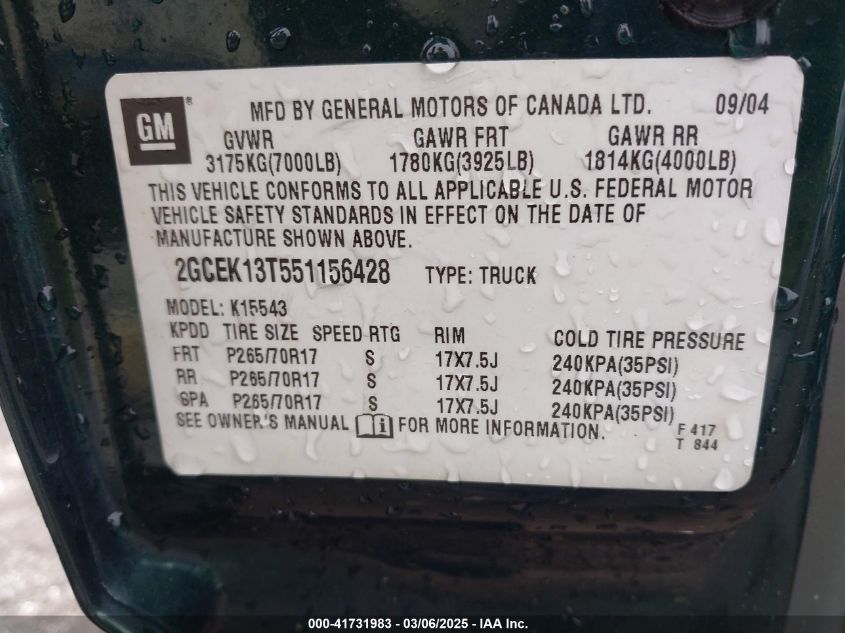 GM ® MFD BY GENERAL MOTORS OF CANADA LTD. 09/04
GVWR GAWR FRT GAWR RR
3175KG(7000LB) 1780KG(3925LB) 1814KG(4000LB)
THIS VEHICLE CONFORMS TO ALL APPLICABLE U.S. FEDERAL MOTOR
VEHICLE SAFETY STANDARDS IN EFFECT ON THE DATE OF
MANUFACTURE SHOWN ABOVE.
2GCEK13T551156428 TYPE: TRUCK
MODEL: K15543
KPDD TIRE SIZE SPEED RTG RIM COLD TIRE PRESSURE
FRT P265/70R17 S 17X7.5J 240KPA(35PSI)
RR P265/70R17 S 17X7.5J 240KPA(35PSI)
SPA P265/70R17 S 17X7.5J 240KPA(35PSI)
SEE OWNER'S MANUAL i FOR MORE INFORMATION. F 417
T 844
000-41731983 / 03/06/2025 - IAA Inc.